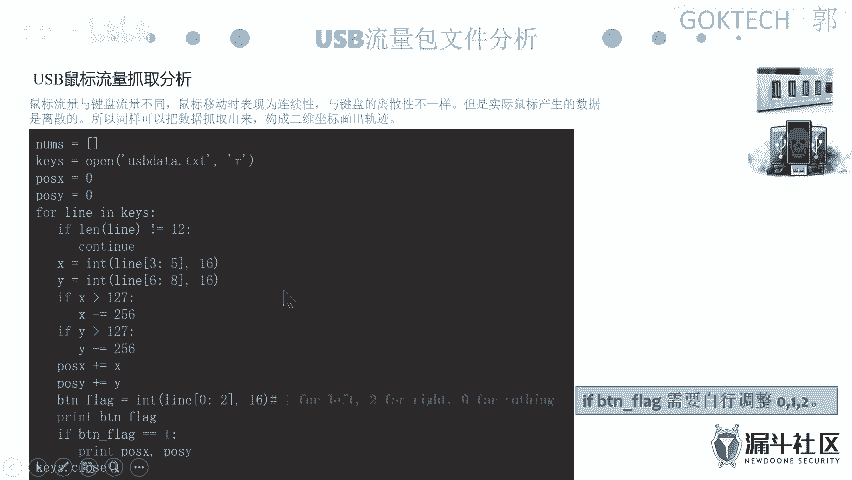 GOKTECH 郭
USB流量包文件分析
USB鼠标流量抓取分析
鼠标流量与键盘流量不同，鼠标移动时表现为连续性，与键盘的离散性不一样。但是实际鼠标产生的数据
是离散的。所以同样可以把数据抓取出来，构成二维坐标画出轨迹。
nums = []
keys = open('usbdata.txt', 'r')
posx = 0
posy = 0
for line in keys:
if len(line) != 12:
continue
x = int(line[3: 5], 16)
y = int(line[6: 8], 16)
if x > 127:
x -= 256
if y > 127:
y -= 256
posx += x
posy += y
btn_flag = int(line[0: 2], 16)# 1 for left, 2 for right, 0 for nothing
print btn_flag
if btn_flag == 1:
print posx, posy
keys.close()
if btn_flag 需要自行调整 0,1,2。
漏斗社区
NEWDOONE SECURITY